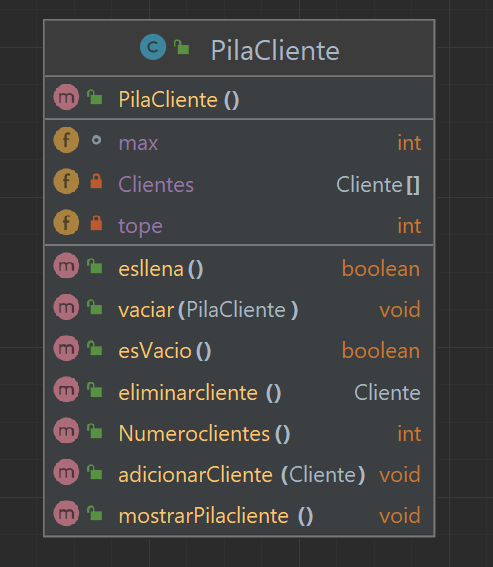 C PilaCliente
m PilaCliente()
f max int
f Clientes Cliente[]
f tope int
m esllena() boolean
m vaciar(PilaCliente) void
m esVacio() boolean
m eliminarcliente () Cliente
m Numeroclientes() int
m adicionarCliente (Cliente) void
m mostrarPilacliente () void